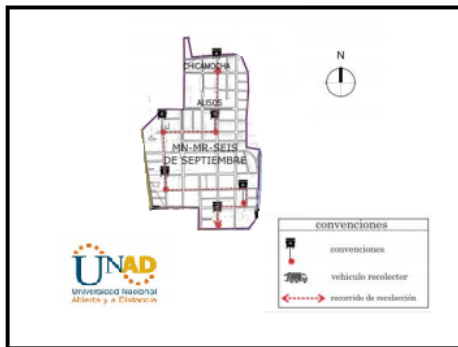 N
CHICAMOCHA
ALISOS
MN-MR-SEIS
DE SEPTIEMBRE
convenciones
convenciones
vehiculo recolector
recorrido de recolección
UNAD
Universidad Nacional
Abierta y a Distancia